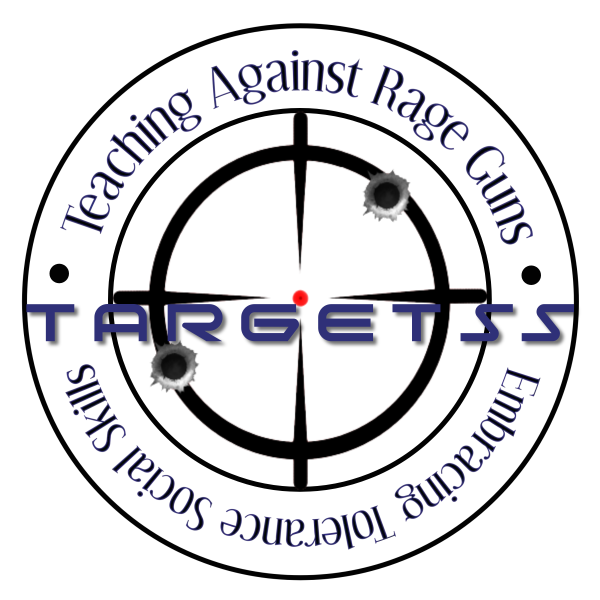 Teaching Against Rage Guns
TARGETSS
Embracing Tolerance Social Skills